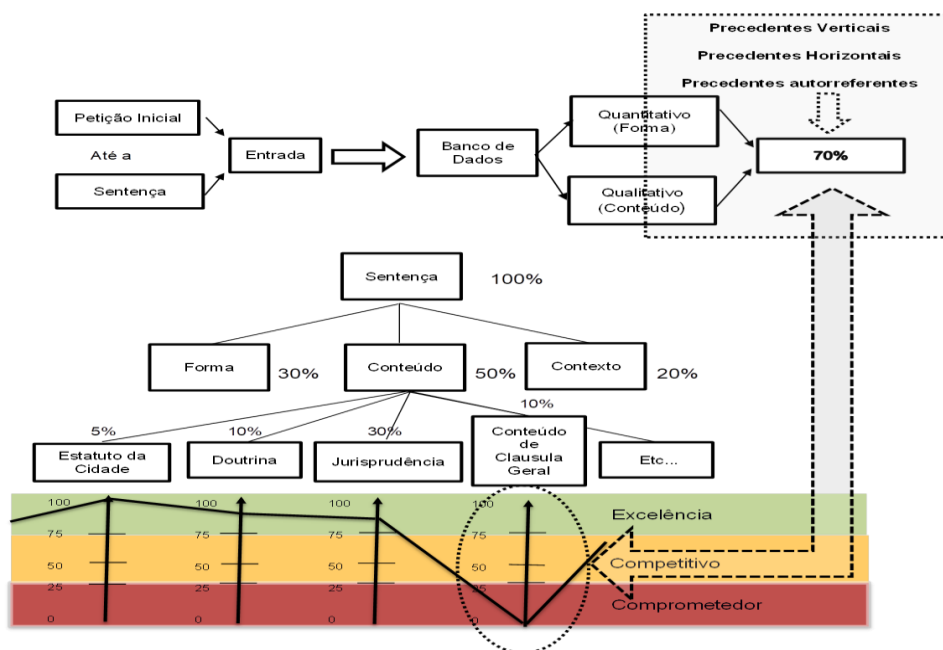 Precedentes Verticais
Precedentes Horizontais
Precedentes autorreferentes
Petição Inicial
Até a
Sentença
Entrada
Banco de
Dados
Quantitativo
(Forma)
Qualitativo
(Conteúdo)
70%
Sentença
100%
Forma
30%
Conteúdo
50%
Contexto
20%
5%
10%
30%
10%
Estatuto da
Cidade
Doutrina
Jurisprudência
Conteúdo
de
Clausula
Geral
Etc...
100
100
100
100
Excelência
75
75
75
75
50
50
50
50
Competitivo
25
25
25
25
Comprometedor
0
0
0
0